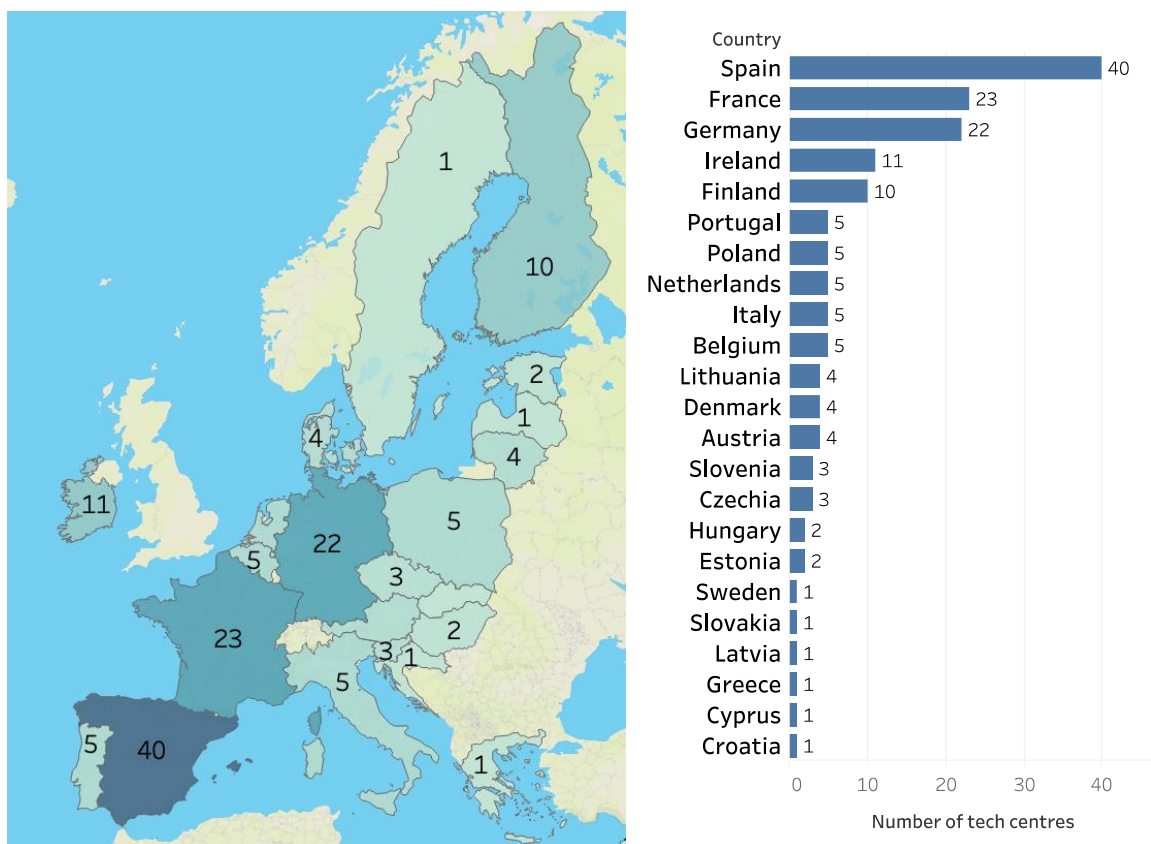 1
10
2
1
4
4
11
5
22
5
3
23
2
3
1
5
5
40
1
Country
Spain 40
France 23
Germany 22
Ireland 11
Finland 10
Portugal 5
Poland 5
Netherlands 5
Italy 5
Belgium 5
Lithuania 4
Denmark 4
Austria 4
Slovenia 3
Czechia 3
Hungary 2
Estonia 2
Sweden 1
Slovakia 1
Latvia 1
Greece 1
Cyprus 1
Croatia 1
0 10 20 30 40
Number of tech centres